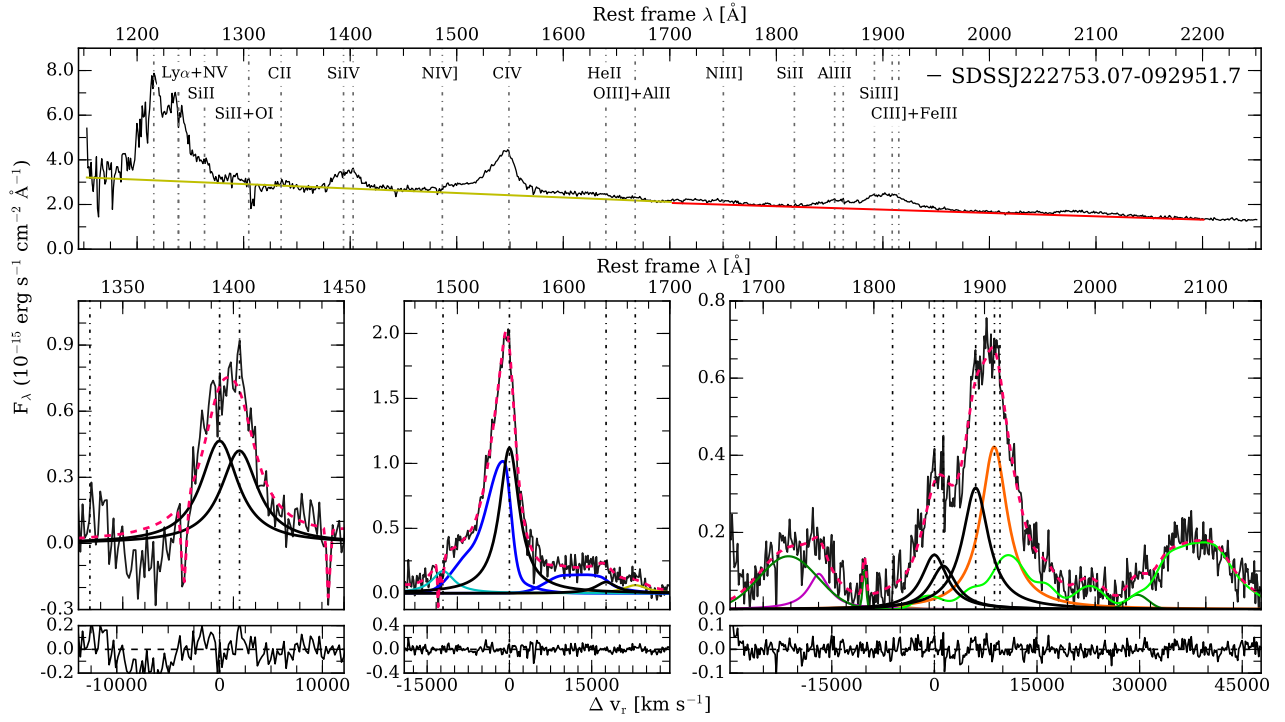 Rest frame λ [Å]
1200 1300 1400 1500 1600 1700 1800 1900 2000 2100 2200
8.0
6.0
4.0
2.0
0.0
Lyα+NV CII SiIV NIV] CIV HeII NIII] SiII AlIII
– SDSSJ222753.07-092951.7
SiII OIII]+AlII SiIII]
SiII+OI CIII]+FeIII
F_λ (10⁻¹⁵ erg s⁻¹ cm⁻² Å⁻¹)
Rest frame λ [Å]
1350 1400 1450
0.9
0.6
0.3
0.0
-0.3
0.2
0.0
-0.2
-10000 0 10000
1500 1600 1700
2.0
1.5
1.0
0.5
0.0
0.4
0.0
-0.4
-15000 0 15000
1700 1800 1900 2000 2100
0.8
0.6
0.4
0.2
0.0
0.1
0.0
-0.1
-15000 0 15000 30000 45000
Δ v_r [km s⁻¹]